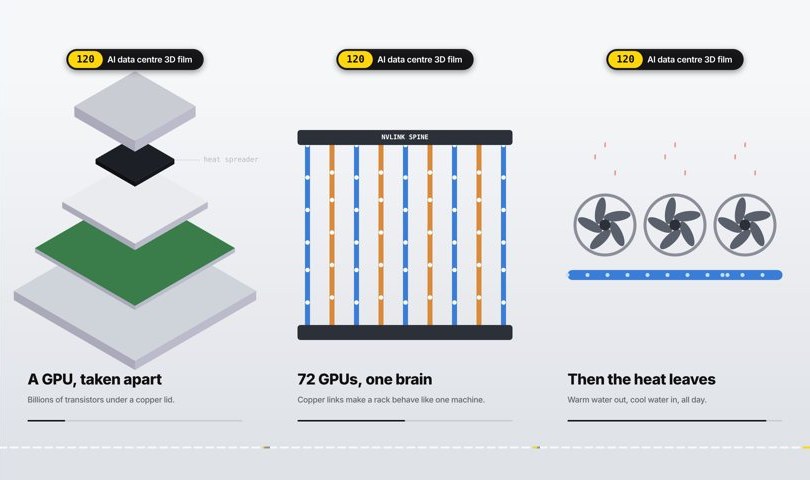 120 AI data centre 3D film
120 AI data centre 3D film
120 AI data centre 3D film
NVLINK SPINE
heat spreader
A GPU, taken apart
72 GPUs, one brain
Then the heat leaves
Billions of transistors under a copper lid.
Copper links make a rack behave like one machine.
Warm water out, cool water in, all day.